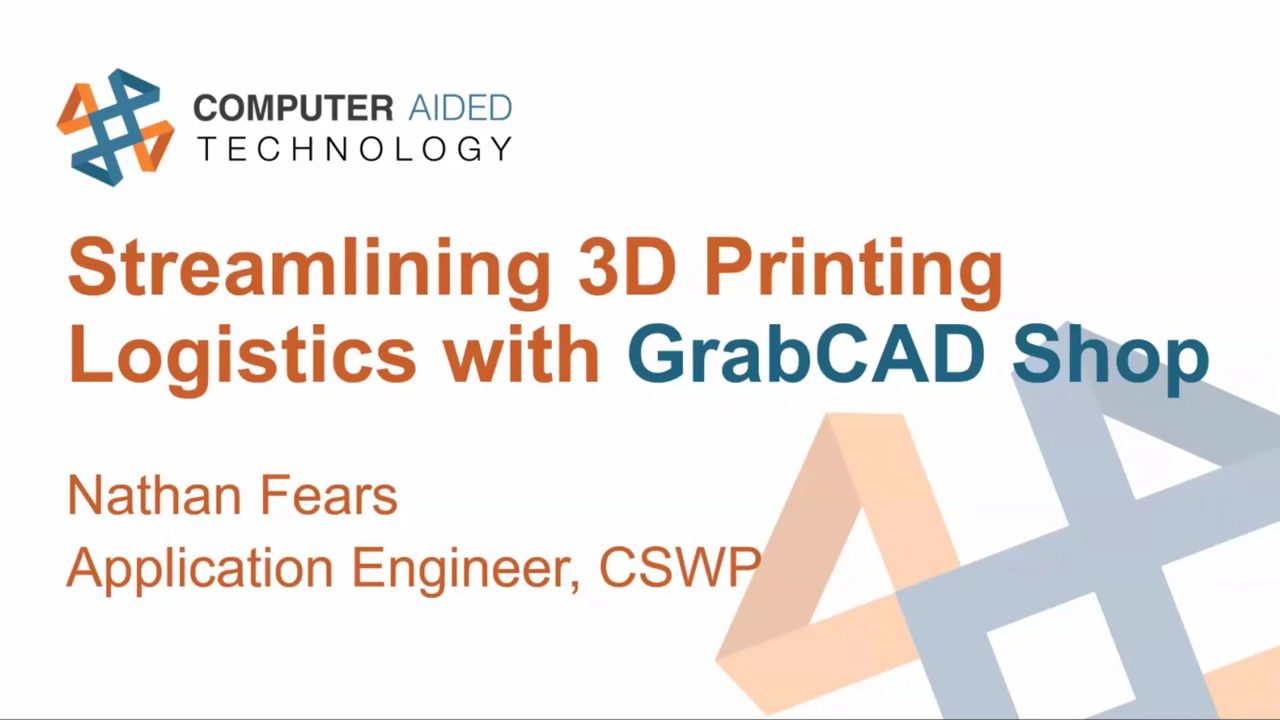 COMPUTER AIDED
TECHNOLOGY
Streamlining 3D Printing
Logistics with GrabCAD Shop
Nathan Fears
Application Engineer, CSWP